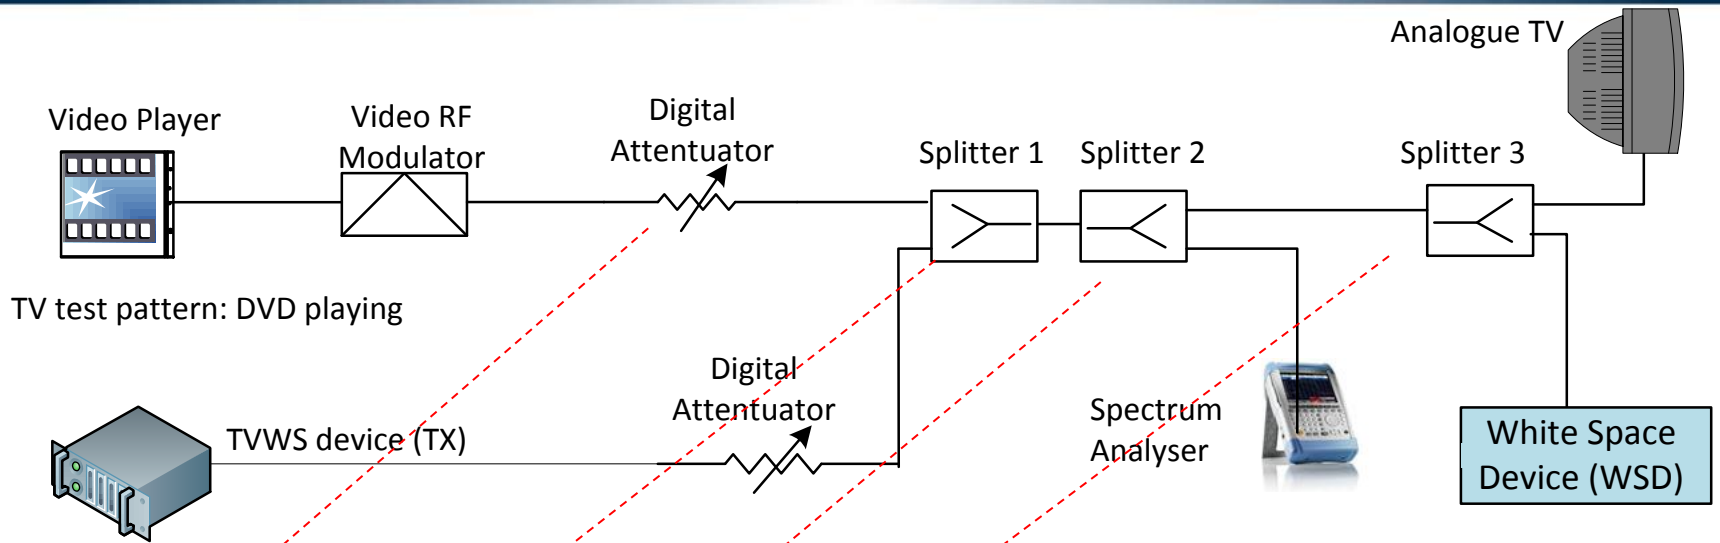 Analogue TV
Video Player
Video RF
Modulator
Digital
Attentuator
Splitter 1
Splitter 2
Splitter 3
TV test pattern: DVD playing
Digital
Attentuator
TVWS device (TX)
Spectrum
Analyser
White Space
Device (WSD)